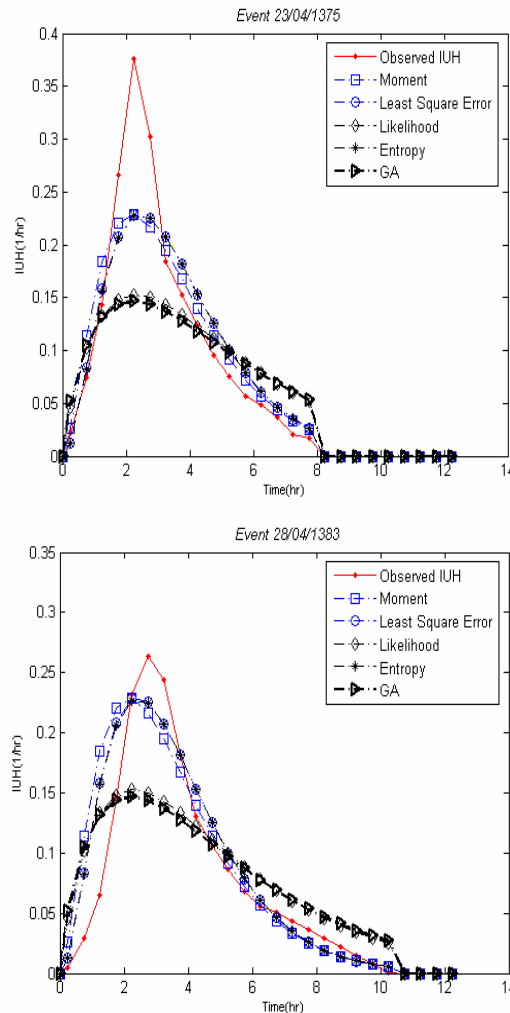 Event 23/04/1375
0.4
0.35
0.3
0.25
0.2
0.15
0.1
0.05
0
IUH(1/hr)
Observed IUH
Moment
Least Square Error
Likelihood
Entropy
GA
0 2 4 6 8 10 12 14
Time(hr)
Event 28/04/1383
0.35
0.3
0.25
0.2
0.15
0.1
0.05
0
IUH(1/hr)
Observed IUH
Moment
Least Square Error
Likelihood
Entropy
GA
0 2 4 6 8 10 12 14
Time(hr)